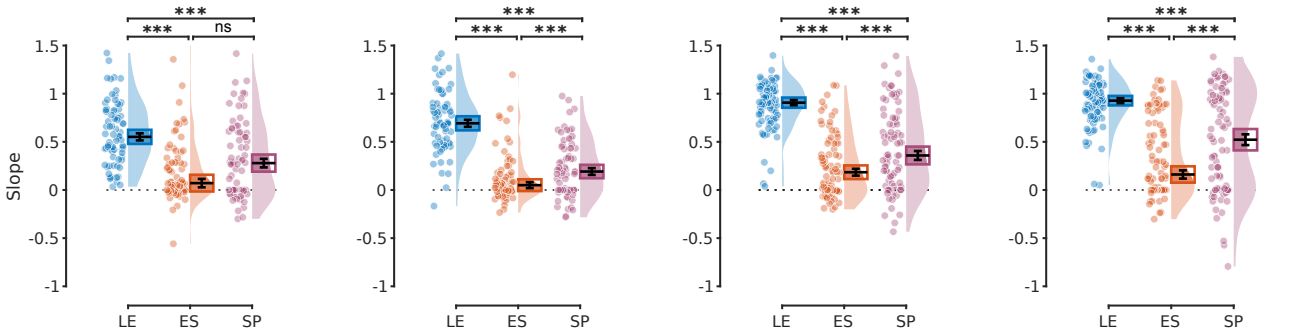 *** *** *** ***
*** ns *** *** *** *** *** ***
1.5 1.5 1.5 1.5
1 1 1 1
0.5 0.5 0.5 0.5
Slope
0 0 0 0
-0.5 -0.5 -0.5 -0.5
-1 -1 -1 -1
LE ES SP LE ES SP LE ES SP LE ES SP